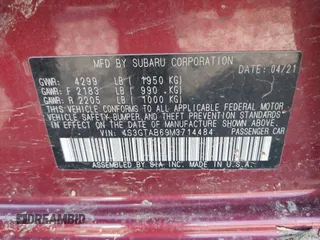 MFD BY SUBARU CORPORATION
GVWR: 4299 LB (1950 KG) DATE: 04/21
GAWR: F 2183 LB (990 KG)
GAWR: R 2205 LB (1000 KG)
THIS VEHICLE CONFORMS TO ALL APPLICABLE FEDERAL MOTOR
VEHICLE SAFETY, BUMPER, AND THEFT PREVENTION STANDARDS
IN EFFECT ON THE DATE OF MANUFACTURE SHOWN ABOVE.
VIN: 4S3GTAB69M3714484 PASSENGER CAR
ASSEMBLED BY S.I.A. INC. MADE IN U.S.A.
DREAMBID